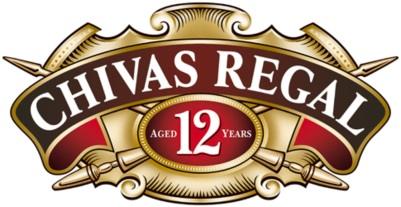 CHIVAS REGAL
AGED 12 YEARS